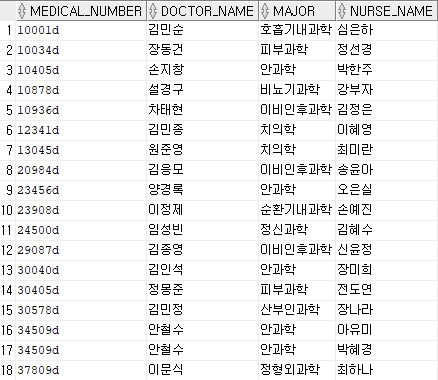 MEDICAL_NUMBER DOCTOR_NAME MAJOR NURSE_NAME
1 10001d 김민순 호흡기내과학 심은하
2 10034d 장동건 피부과학 정선경
3 10405d 손지창 안과학 박한주
4 10878d 설경구 비뇨기과학 강부자
5 10936d 차태현 이비인후과학 김정은
6 12341d 김민종 치의학 이혜영
7 13045d 원준영 치의학 최미란
8 20984d 김응모 이비인후과학 송윤아
9 23456d 양경록 안과학 오은실
10 23908d 이정제 순환기내과학 손예진
11 24500d 임성빈 정신과학 김혜수
12 29087d 김종영 이비인후과학 신윤정
13 30040d 김인석 안과학 장미희
14 30405d 정몽준 피부과학 전도연
15 30578d 김민정 산부인과학 장나라
16 34509d 안철수 안과학 아유미
17 34509d 안철수 안과학 박혜경
18 37809d 이문식 정형외과학 최하나